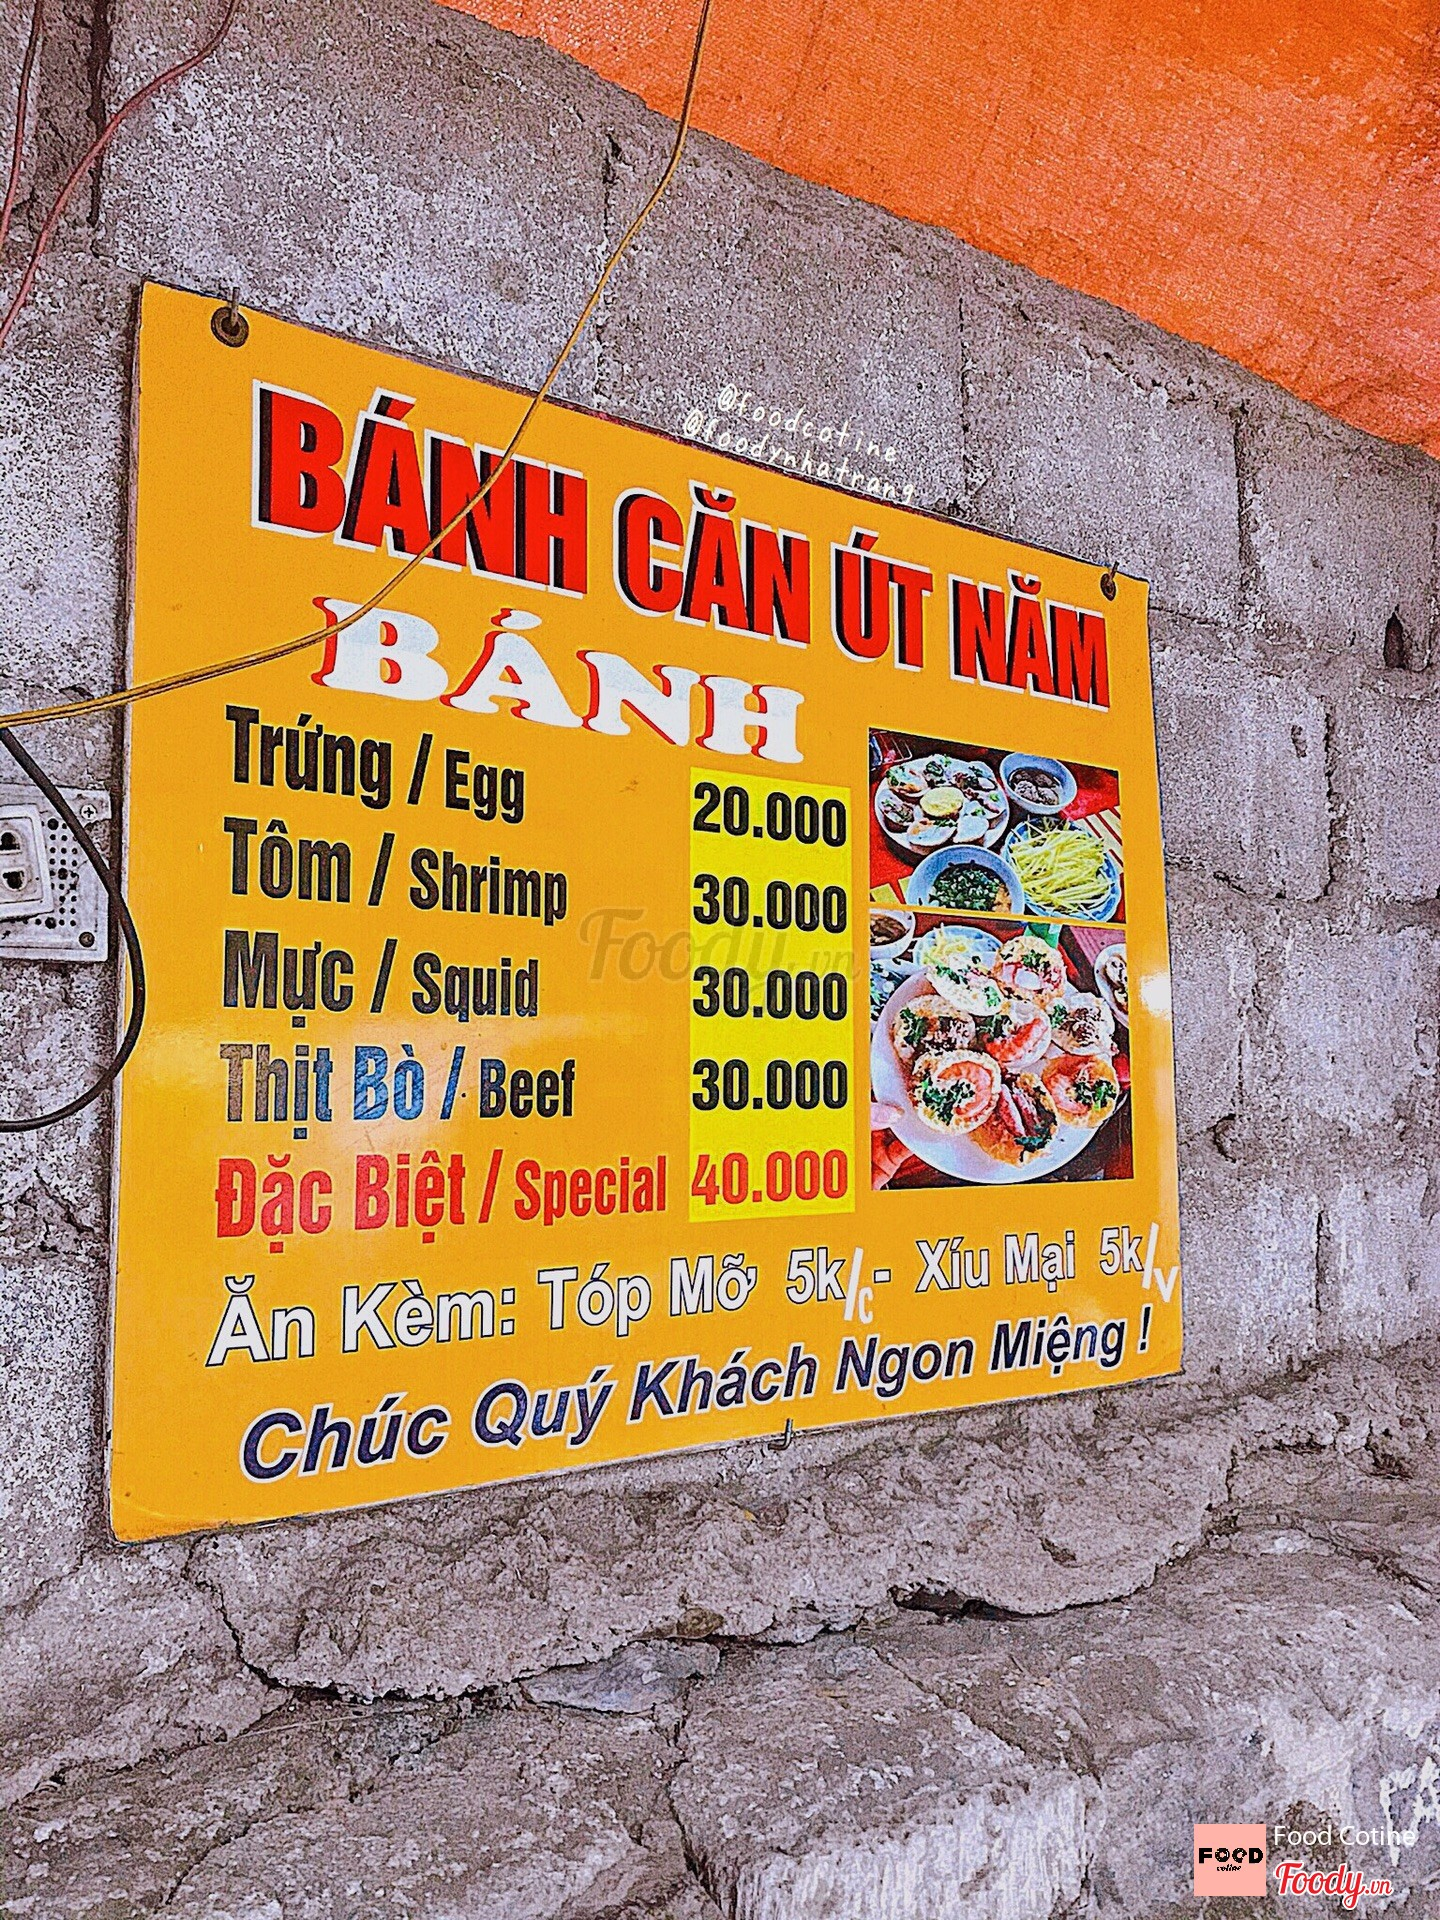 @foodcotine
@foodynhatrang
BÁNH CĂN ÚT NĂM
BÁNH
Trứng / Egg 20.000
Tôm / Shrimp 30.000
Mực / Squid 30.000
Thịt Bò / Beef 30.000
Đặc Biệt / Special 40.000
Ăn Kèm: Tóp Mỡ 5k/c - Xíu Mại 5k/v
Chúc Quý Khách Ngon Miệng !
Foody.vn
FOOD
cotine
Food Cotine
Foody.vn